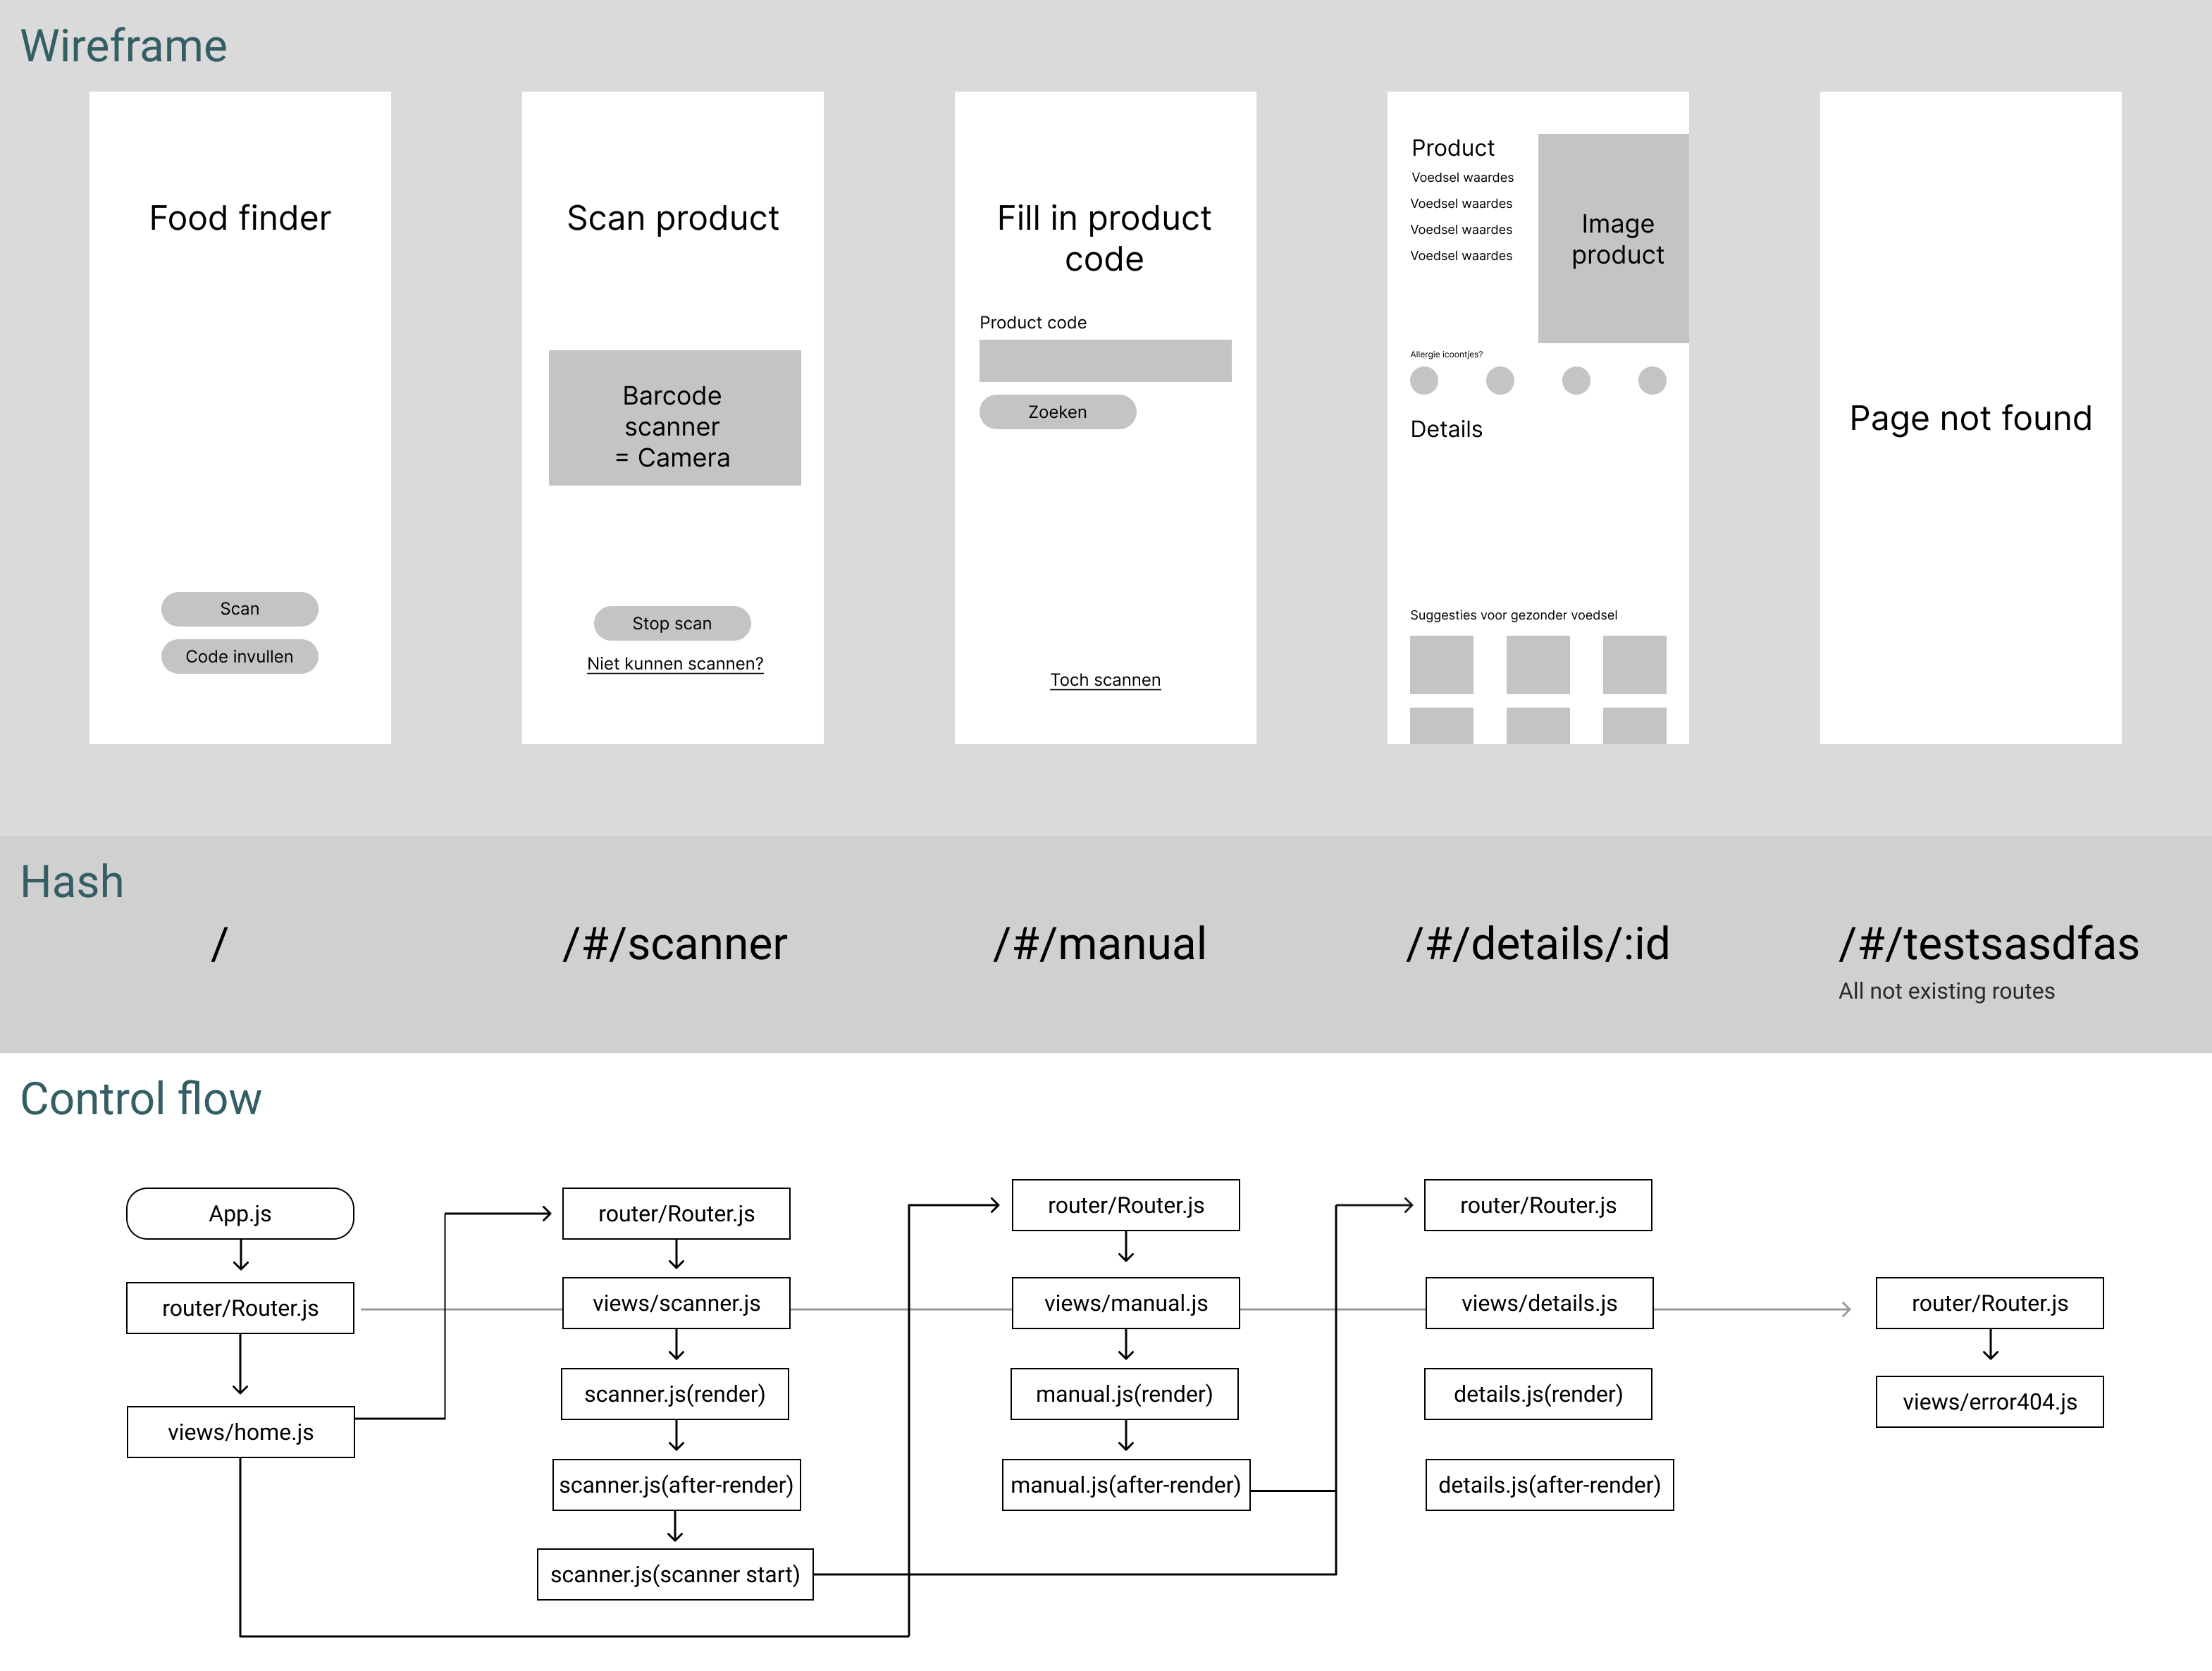 Wireframe
Food finder
Scan
Code invullen
Scan product
Barcode
scanner
= Camera
Stop scan
Niet kunnen scannen?
Fill in product
code
Product code
Zoeken
Toch scannen
Product
Voedsel waardes
Voedsel waardes
Voedsel waardes
Voedsel waardes
Image
product
Allergie icoontjes?
Details
Suggesties voor gezonder voedsel
Page not found
Hash
/
/#/scanner
/#/manual
/#/details/:id
/#/testsasdfas
All not existing routes
Control flow
App.js
router/Router.js
views/home.js
router/Router.js
views/scanner.js
scanner.js(render)
scanner.js(after-render)
scanner.js(scanner start)
router/Router.js
views/manual.js
manual.js(render)
manual.js(after-render)
router/Router.js
views/details.js
details.js(render)
details.js(after-render)
router/Router.js
views/error404.js